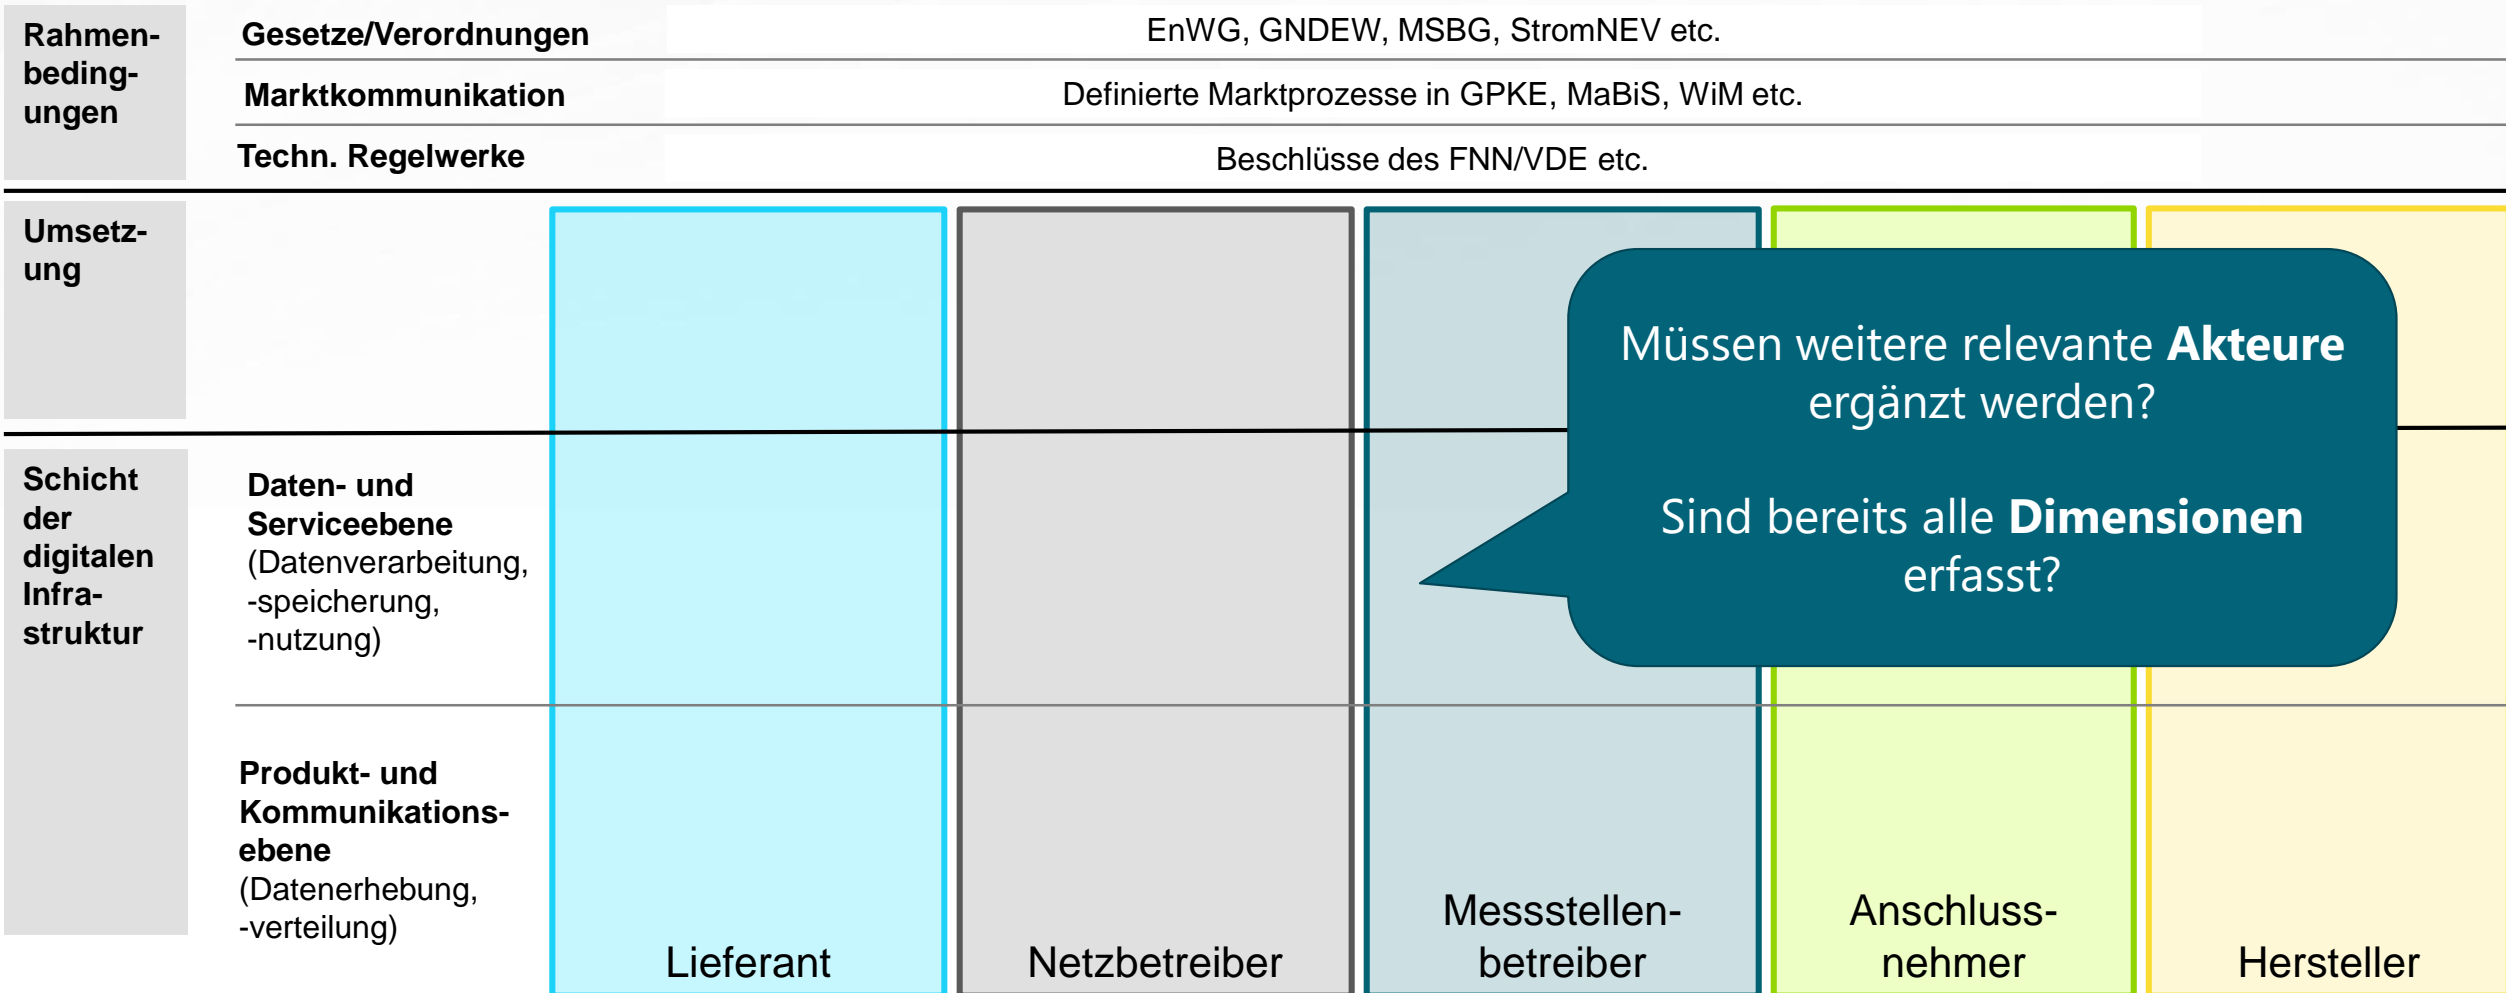 Rahmen-
beding-
ungen
Gesetze/Verordnungen
EnWG, GNDEW, MSBG, StromNEV etc.
Marktkommunikation
Definierte Marktprozesse in GPKE, MaBiS, WiM etc.
Techn. Regelwerke
Beschlüsse des FNN/VDE etc.
Umsetz-
ung
Müssen weitere relevante Akteure
ergänzt werden?
Sind bereits alle Dimensionen
erfasst?
Schicht
der
digitalen
Infra-
struktur
Daten- und
Serviceebene
(Datenverarbeitung,
-speicherung,
-nutzung)
Produkt- und
Kommunikations-
ebene
(Datenerhebung,
-verteilung)
Lieferant
Netzbetreiber
Messstellen-
betreiber
Anschluss-
nehmer
Hersteller